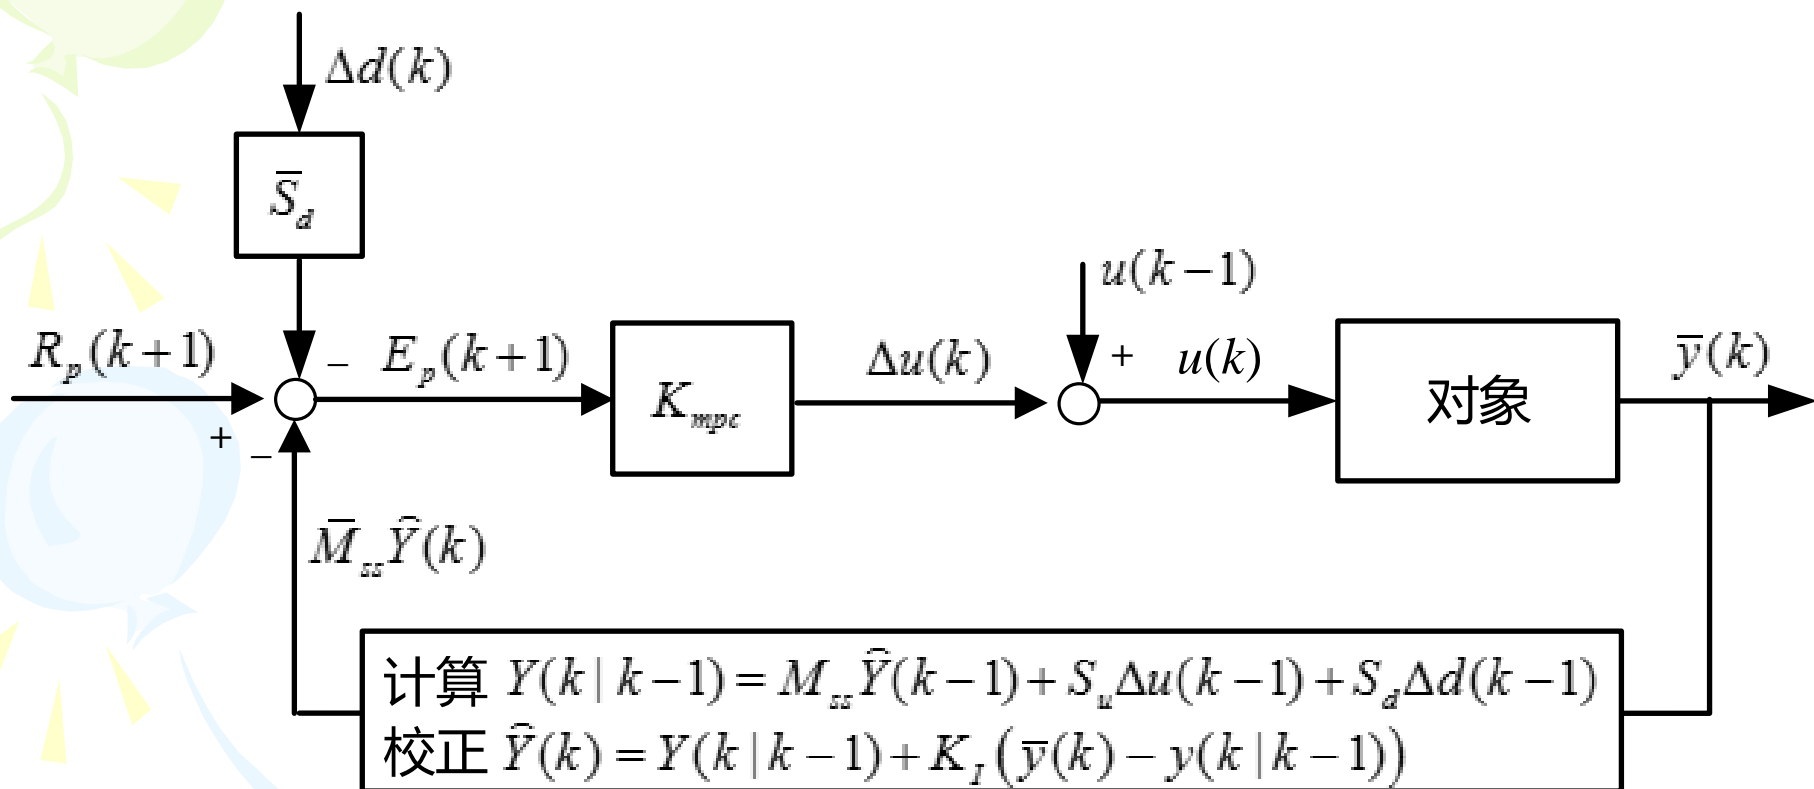 Δd(k)
S̄_d
u(k−1)
R_p(k+1)
− E_p(k+1)
Δu(k)
+ u(k)
ȳ(k)
K_mpc
对象
+ −
M̄_ss Ŷ(k)
计算 Y(k | k−1) = M_ss Ŷ(k−1) + S_u Δu(k−1) + S_d Δd(k−1)
校正 Ŷ(k) = Y(k | k−1) + K_I (ȳ(k) − y(k | k−1))